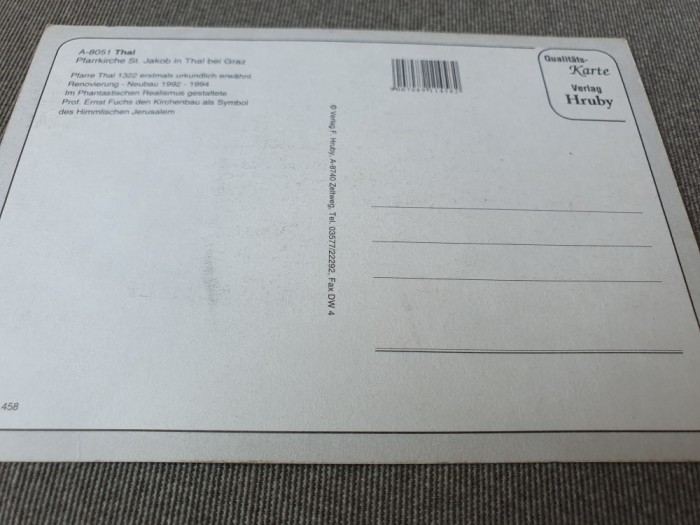 A-8051 Thal
Pfarrkirche St. Jakob in Thal bei Graz
Pfarre Thal 1322 erstmals urkundlich erwähnt
Renovierung - Neubau 1992 - 1994
Im Phantastischen Realismus gestaltete
Prof. Ernst Fuchs den Kirchenbau als Symbol
des Himmlischen Jerusalem
© Verlag F. Hruby, A-8740 Zeltweg, Tel. 03577/22292, Fax DW 4
Qualitäts-
Karte
Verlag
Hruby
458